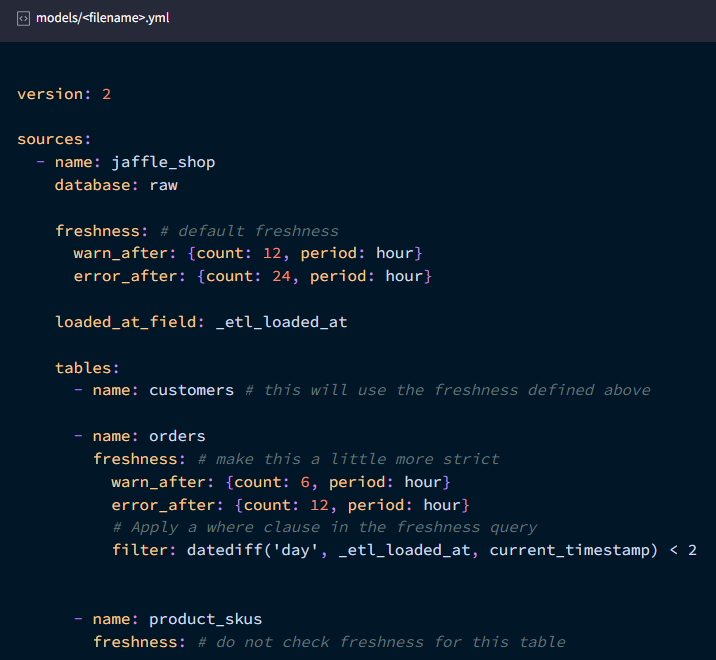 models/<filename>.yml
version: 2
sources:
- name: jaffle_shop
database: raw
freshness: # default freshness
warn_after: {count: 12, period: hour}
error_after: {count: 24, period: hour}
loaded_at_field: _etl_loaded_at
tables:
- name: customers # this will use the freshness defined above
- name: orders
freshness: # make this a little more strict
warn_after: {count: 6, period: hour}
error_after: {count: 12, period: hour}
# Apply a where clause in the freshness query
filter: datediff('day', _etl_loaded_at, current_timestamp) < 2
- name: product_skus
freshness: # do not check freshness for this table